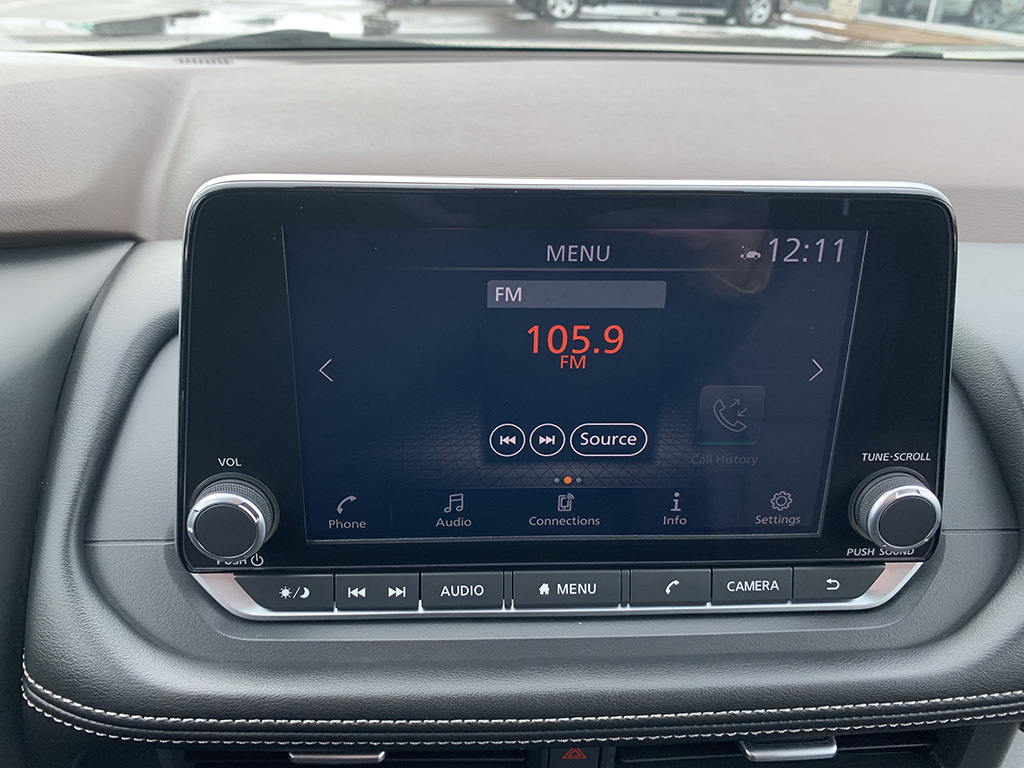 MENU
12:11
FM
105.9
FM
Source
Call History
Phone
Audio
Connections
Info
Settings
VOL
PUSH
TUNE·SCROLL
PUSH SOUND
AUDIO
MENU
CAMERA